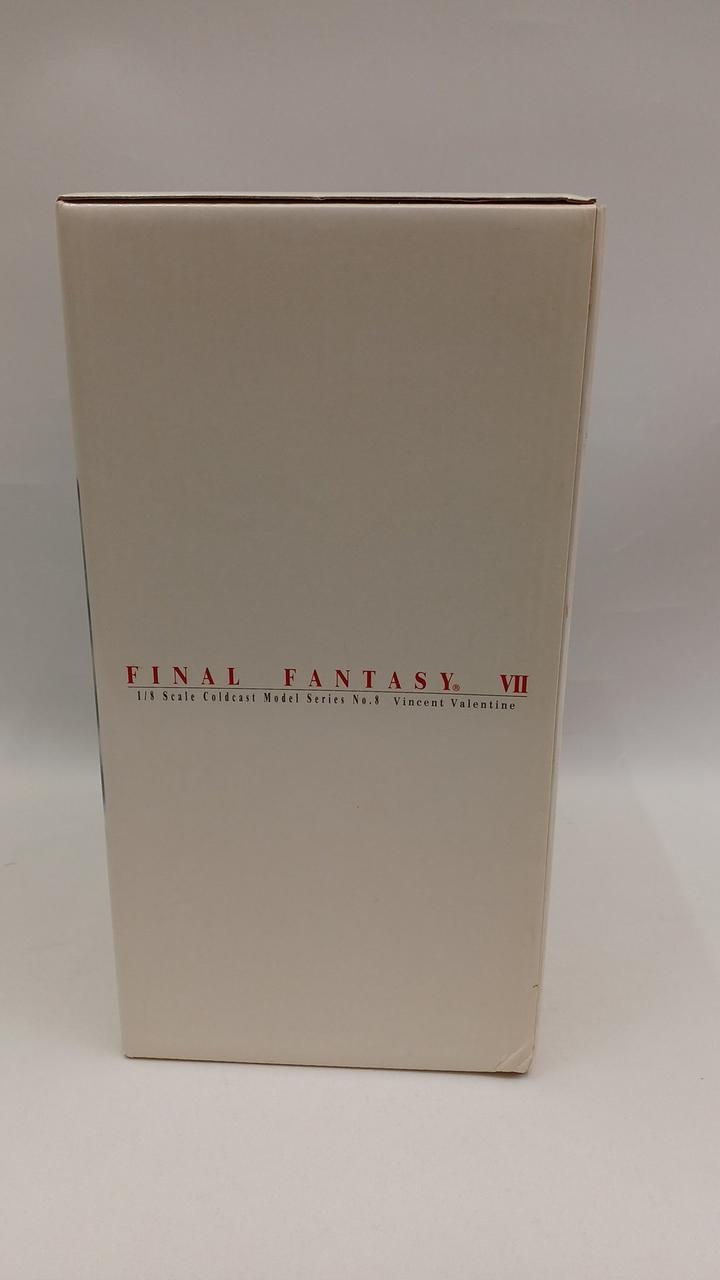 FINAL FANTASY® VII
1/8 Scale Coldcast Model Series No.8 Vincent Valentine